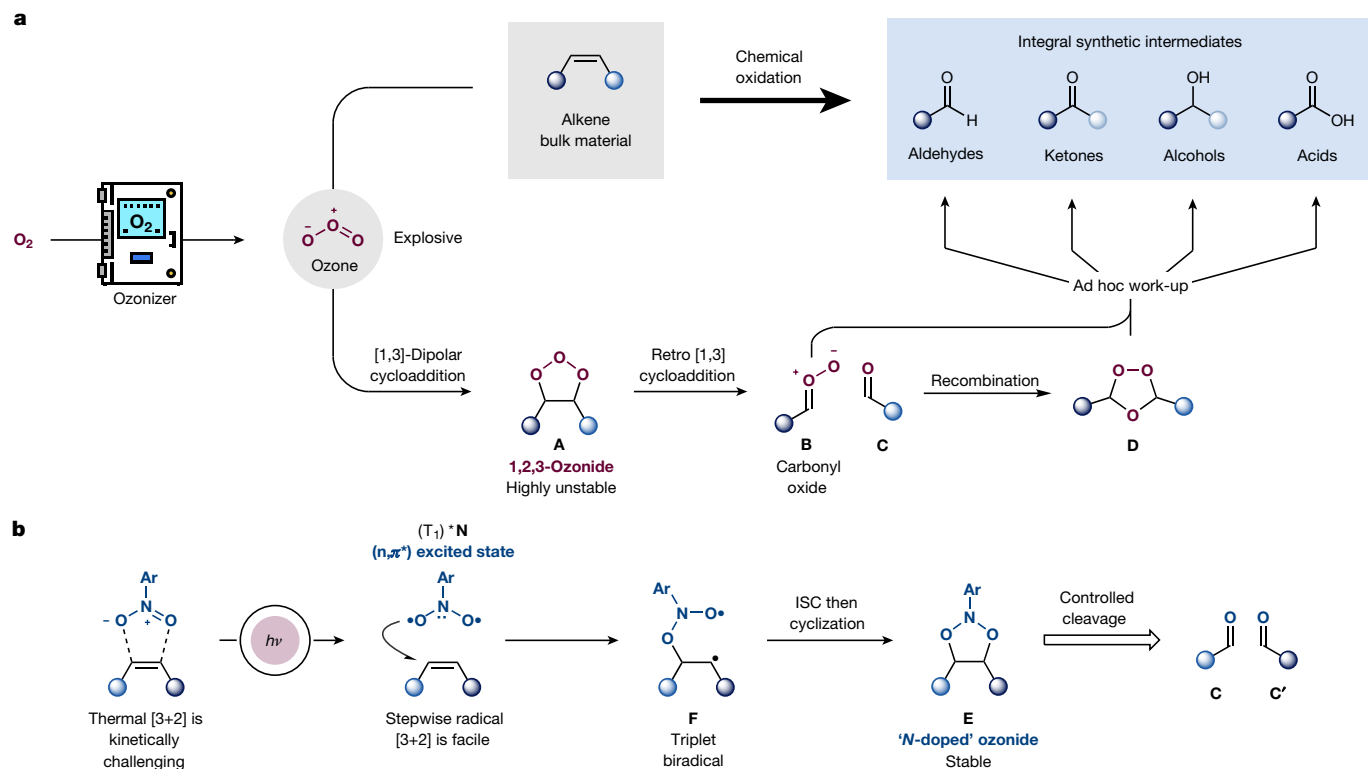 a
Alkene
bulk material
Chemical
oxidation
Integral synthetic intermediates
O
H
Aldehydes
O
Ketones
OH
Alcohols
O
OH
Acids
O2
O2
Ozonizer
− O + O O
Ozone
Explosive
Ad hoc work-up
[1,3]-Dipolar
cycloaddition
O O O
A
1,2,3-Ozonide
Highly unstable
Retro [1,3]
cycloaddition
+ O O −
B
Carbonyl
oxide
O
C
Recombination
O O
O
D
b
Ar
− O N + O
Thermal [3+2] is
kinetically
challenging
hν
(T1) *N
(n,π*) excited state
Ar
•O N •• O•
Stepwise radical
[3+2] is facile
Ar
N O•
O
•
F
Triplet
biradical
ISC then
cyclization
Ar
N
O O
E
‘N-doped’ ozonide
Stable
Controlled
cleavage
O O
C C′